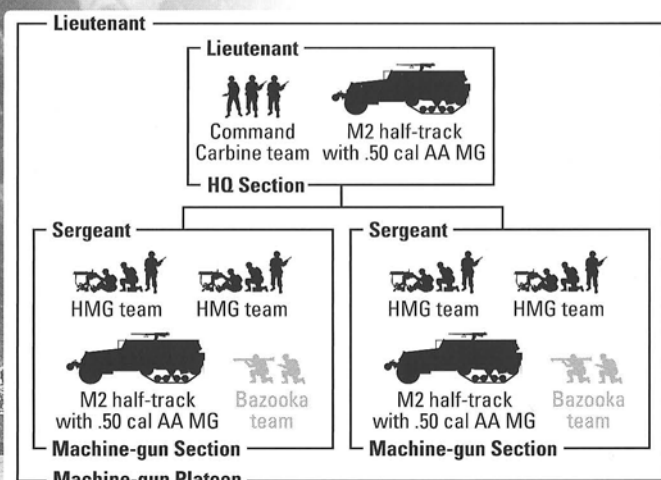 Lieutenant
Lieutenant
Command
Carbine team
M2 half-track
with .50 cal AA MG
HQ Section
Sergeant
HMG team
HMG team
M2 half-track
with .50 cal AA MG
Bazooka
team
Machine-gun Section
Sergeant
HMG team
HMG team
M2 half-track
with .50 cal AA MG
Bazooka
team
Machine-gun Section
Machine-gun Platoon